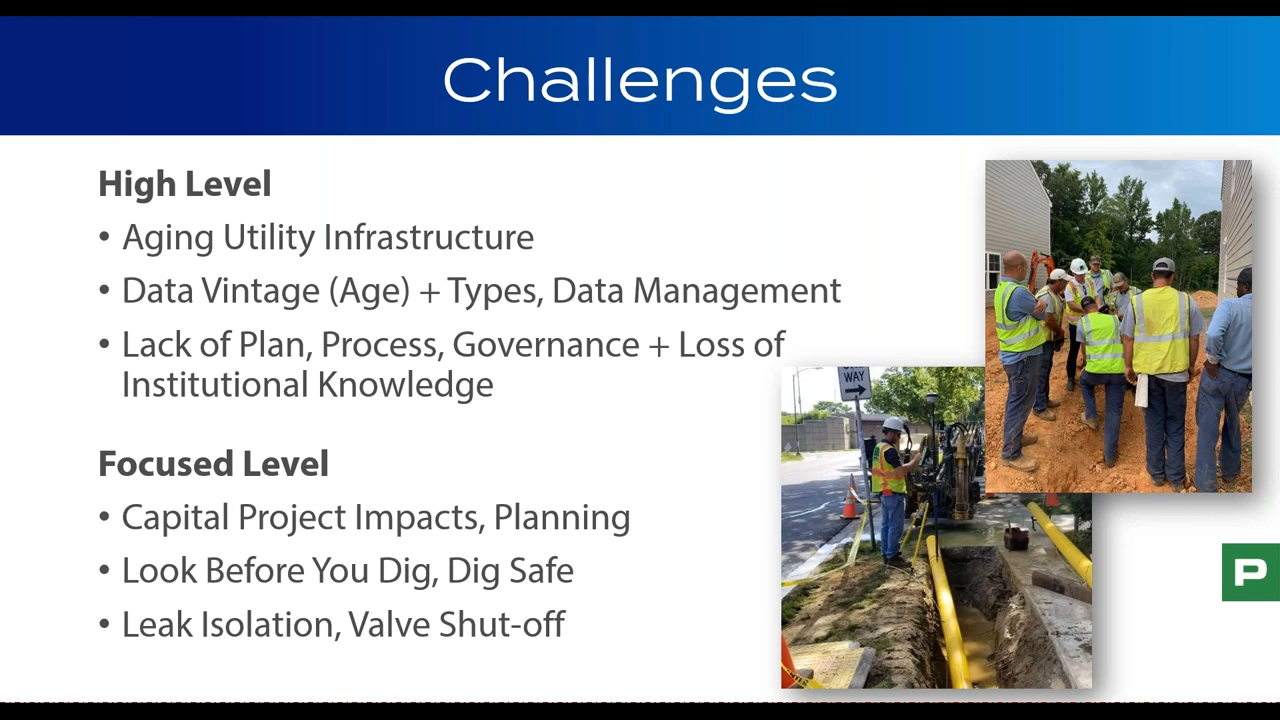 Challenges
High Level
• Aging Utility Infrastructure
• Data Vintage (Age) + Types, Data Management
• Lack of Plan, Process, Governance + Loss of
Institutional Knowledge
WAY
Focused Level
• Capital Project Impacts, Planning
• Look Before You Dig, Dig Safe
• Leak Isolation, Valve Shut-off
P